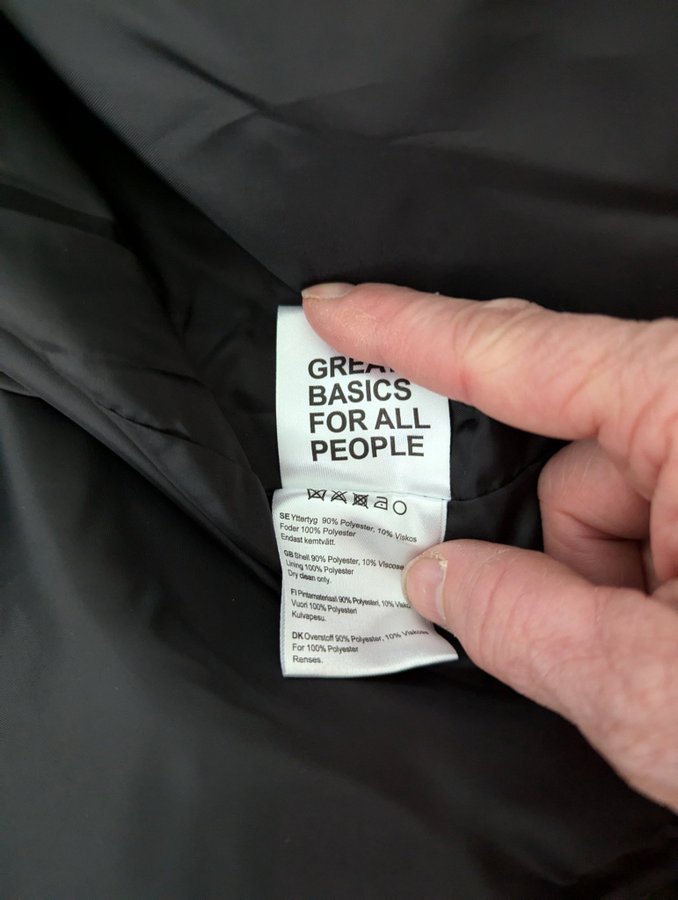 BASICS
FOR ALL
PEOPLE
SE Yttertyg 90% Polyester, 10% Viskos
Foder 100% Polyester
Endast kemtvätt.
GB Shell 90% Polyester, 10% Viscose
Lining 100% Polyester
Dry clean only.
FI Pintamateriaali 90% Polyesteri, 10%
Vuori 100% Polyesteri
Kuivapesu.
DK Overstoff 90% Polyester, 10% Viskose
For 100% Polyester
Renses.